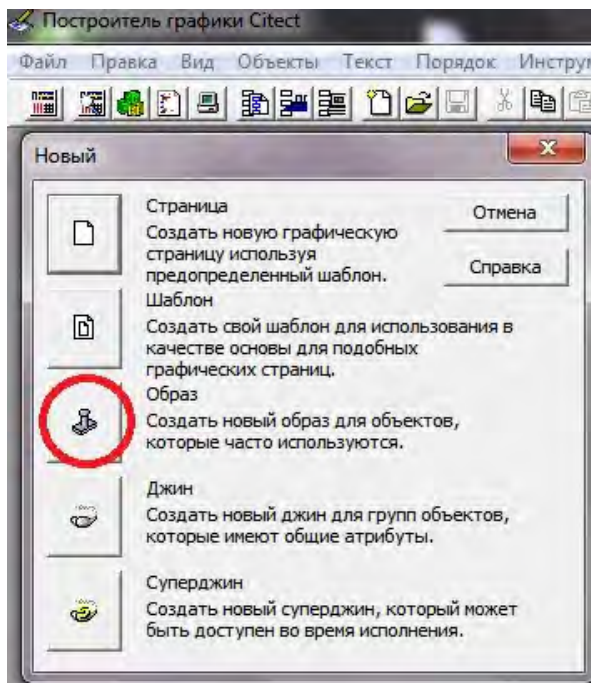 Построитель графики Citect
Файл Правка Вид Объекты Текст Порядок Инстру
Новый
Страница
Создать новую графическую
страницу используя
предопределенный шаблон.
Отмена
Справка
Шаблон
Создать свой шаблон для использования в
качестве основы для подобных
графических страниц.
Образ
Создать новый образ для объектов,
которые часто используются.
Джин
Создать новый джин для групп объектов,
которые имеют общие атрибуты.
Суперджин
Создать новый суперджин, который может
быть доступен во время исполнения.